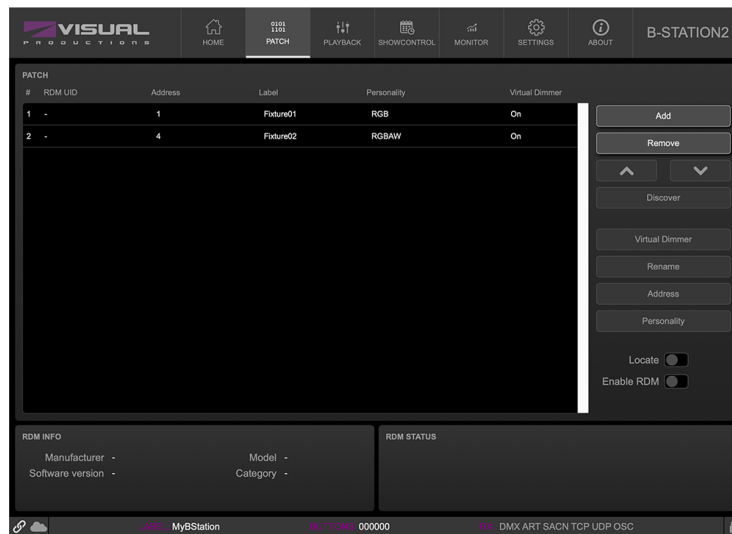 VISUAL
PRODUCTIONS
0101
1101
HOME
PATCH
PLAYBACK
SHOWCONTROL
MONITOR
SETTINGS
ABOUT
B-STATION2
PATCH
# RDM UID Address Label Personality Virtual Dimmer
1 - 1 Fixture01 RGB On
2 - 4 Fixture02 RGBAW On
Add
Remove
Discover
Virtual Dimmer
Rename
Address
Personality
Locate
Enable RDM
RDM INFO
Manufacturer - Model -
Software version - Category -
RDM STATUS
MyBStation 000000 DMX ART SACN TCP UDP OSC